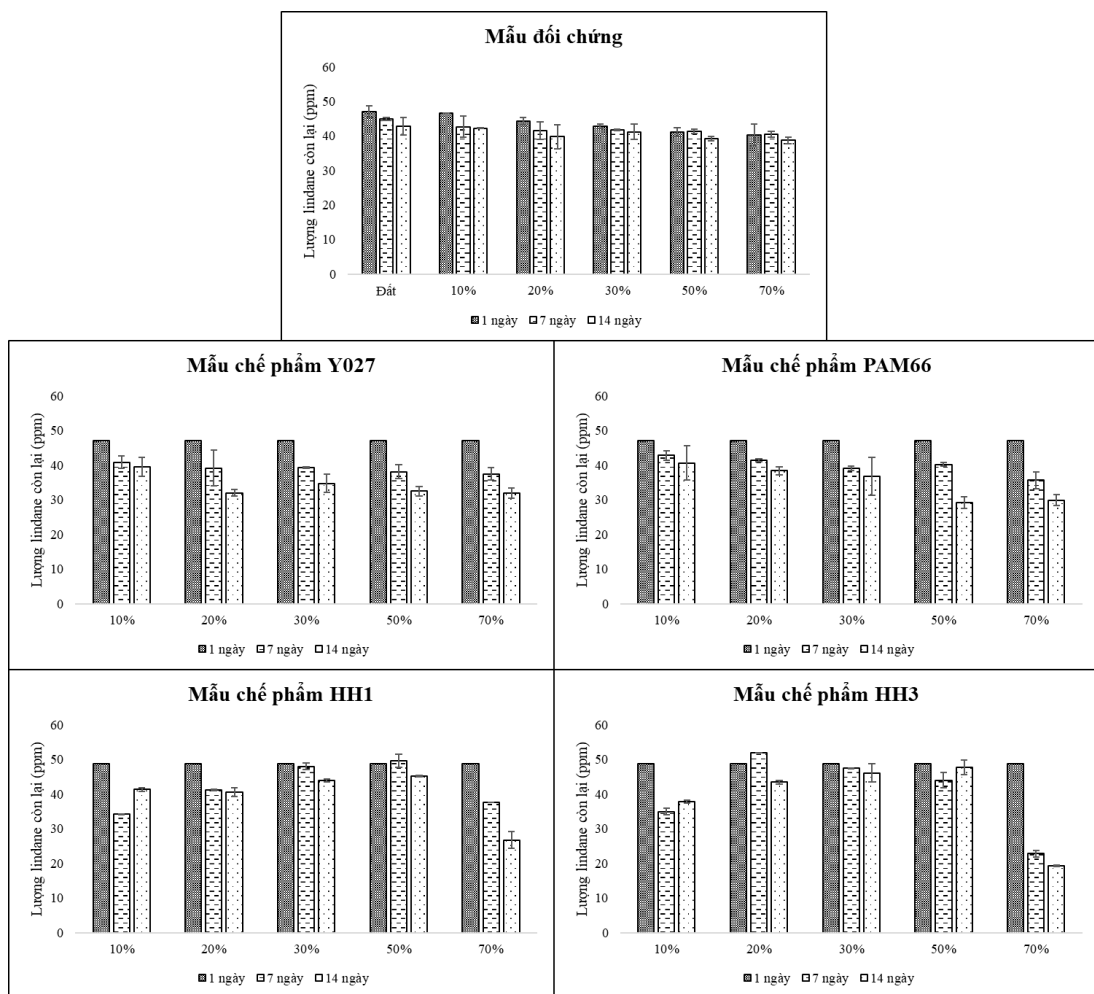 Mẫu đối chứng
Lượng lindane còn lại (ppm)
60
50
40
30
20
10
0
Đất 10% 20% 30% 50% 70%
1 ngày 7 ngày 14 ngày
Mẫu chế phẩm Y027
Lượng lindane còn lại (ppm)
60
50
40
30
20
10
0
10% 20% 30% 50% 70%
1 ngày 7 ngày 14 ngày
Mẫu chế phẩm PAM66
Lượng lindane còn lại (ppm)
60
50
40
30
20
10
0
10% 20% 30% 50% 70%
1 ngày 7 ngày 14 ngày
Mẫu chế phẩm HH1
Lượng lindane còn lại (ppm)
60
50
40
30
20
10
0
10% 20% 30% 50% 70%
1 ngày 7 ngày 14 ngày
Mẫu chế phẩm HH3
Lượng lindane còn lại (ppm)
60
50
40
30
20
10
0
10% 20% 30% 50% 70%
1 ngày 7 ngày 14 ngày